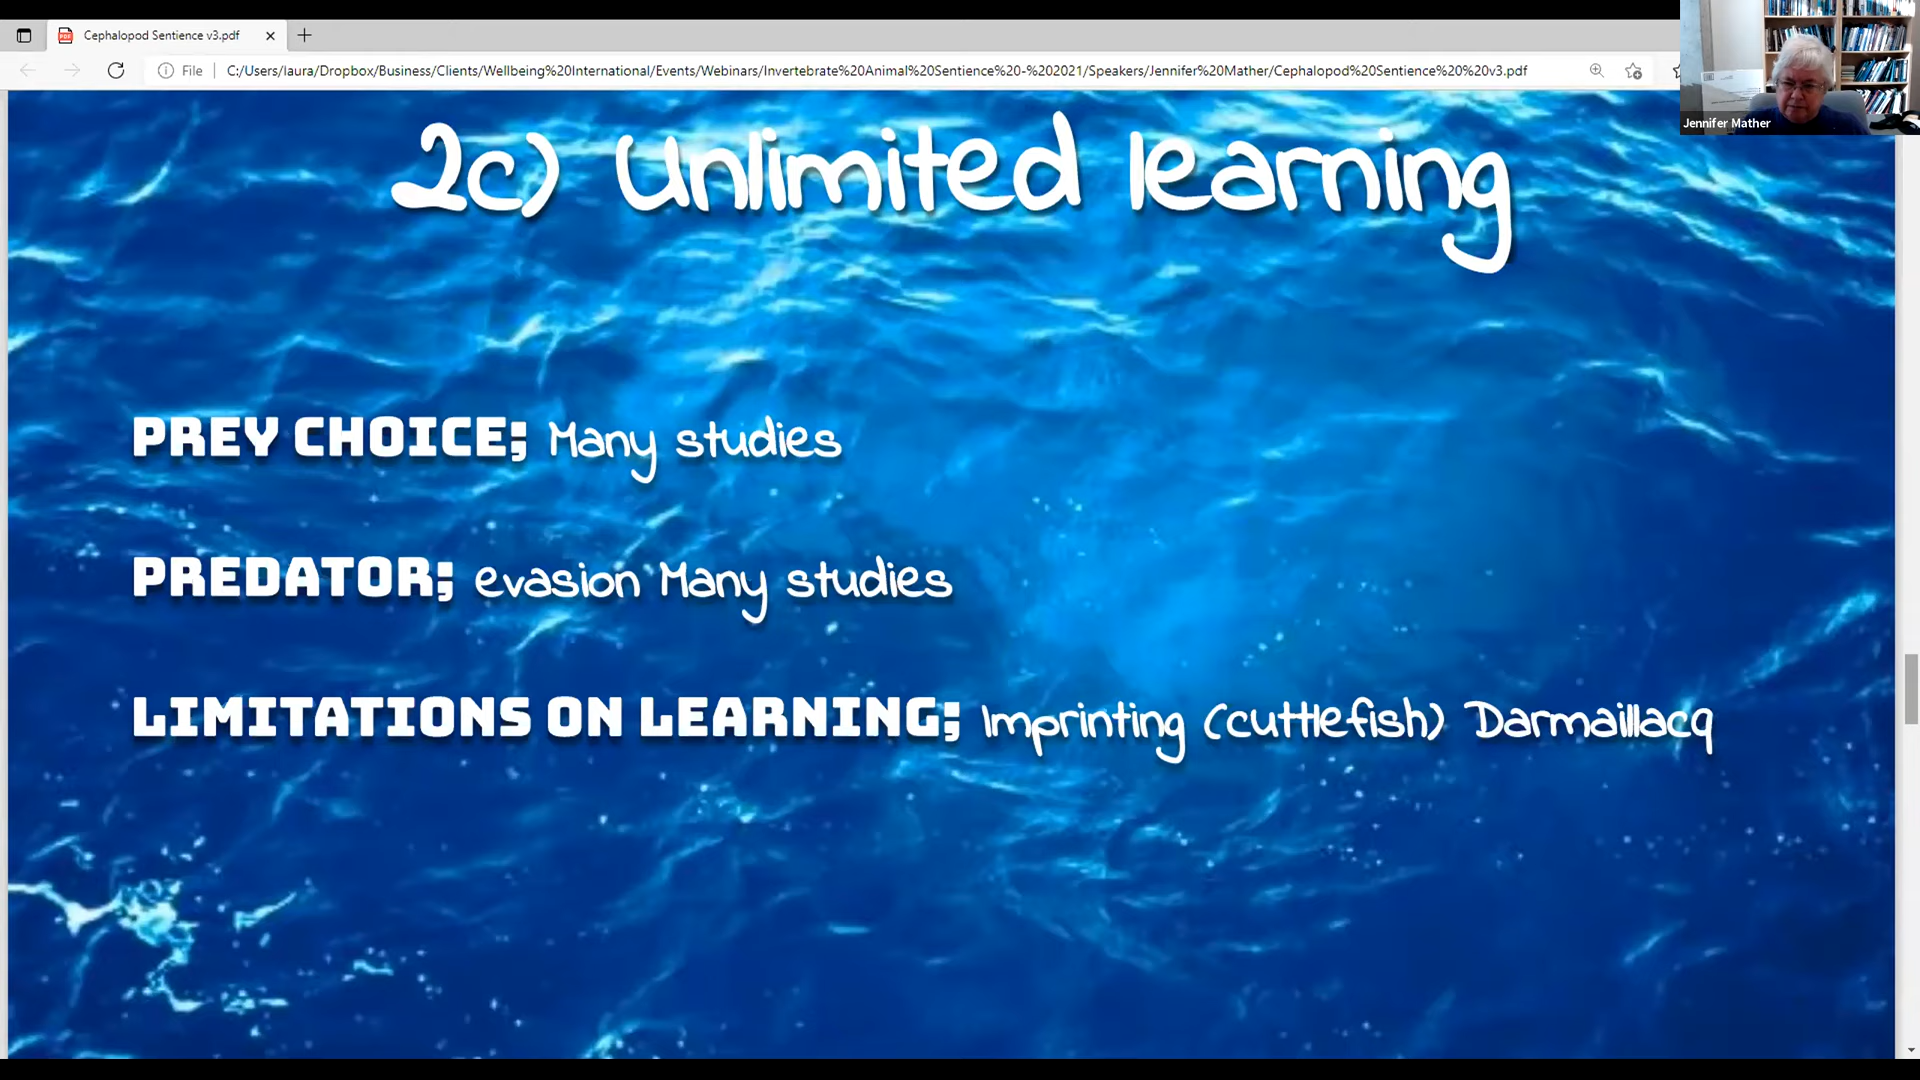 Cephalopod Sentience v3.pdf
File
C:/Users/laura/Dropbox/Business/Clients/Wellbeing%20International/Events/Webinars/Invertebrate%20Animal%20Sentience%20-%202021/Speakers/Jennifer%20Mather/Cephalopod%20Sentience%20%20v3.pdf
Jennifer Mather
2c) Unlimited learning
PREY CHOICE; Many studies
PREDATOR; evasion Many studies
LIMITATIONS ON LEARNING; Imprinting (cuttlefish) Darmaillacq